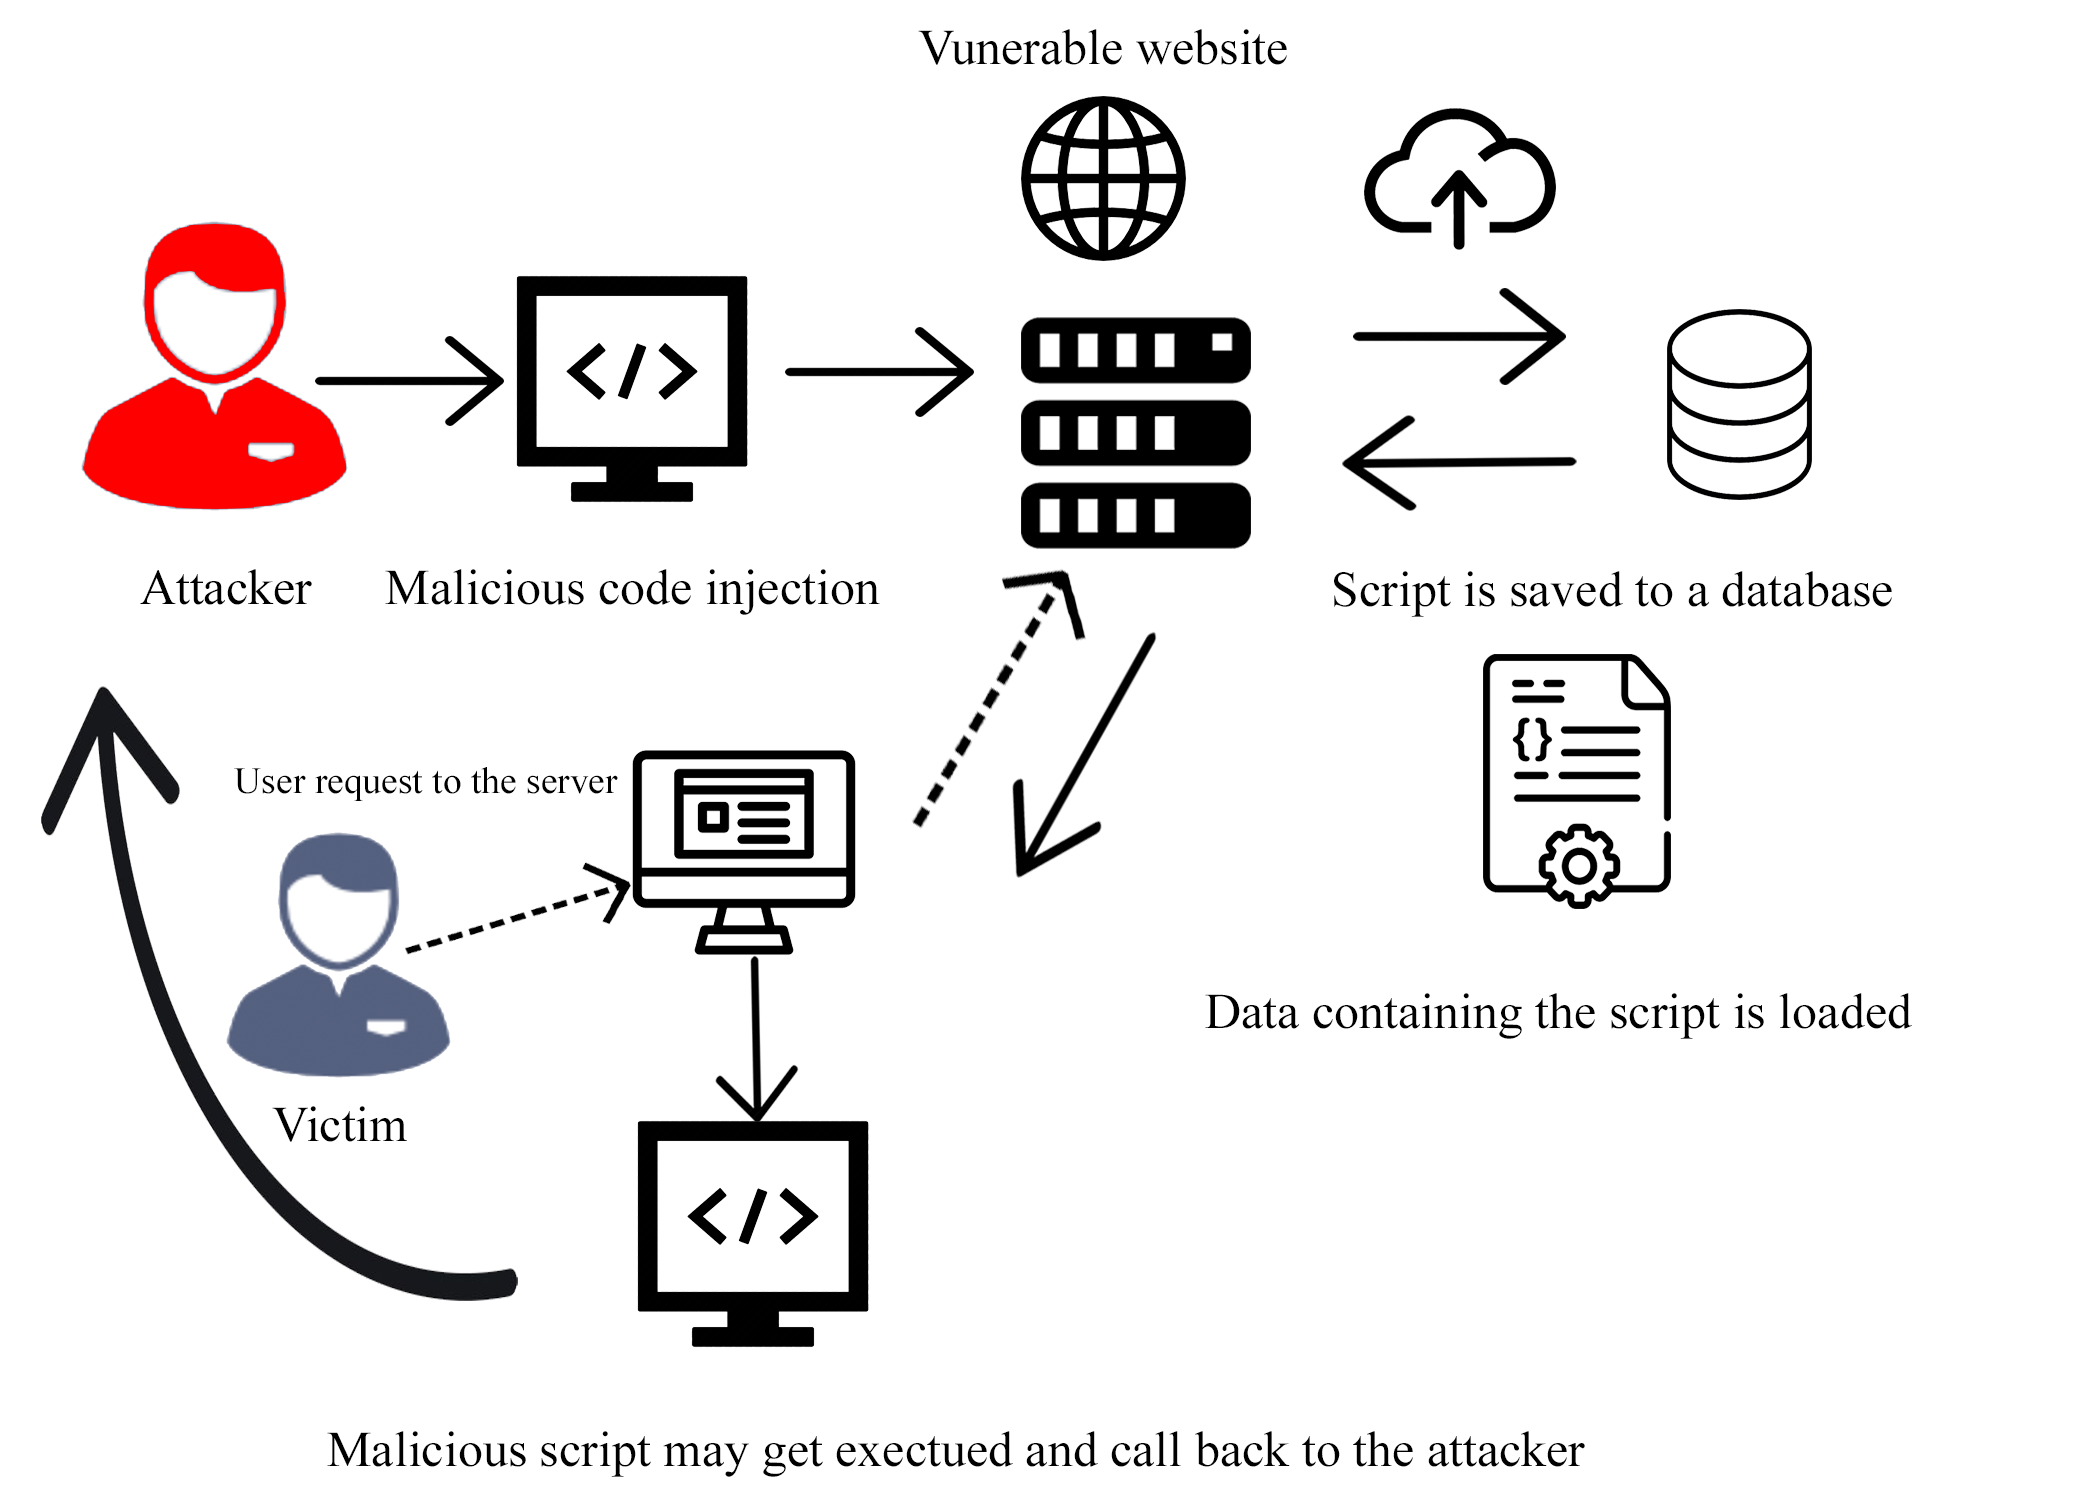 Vunerable website
Attacker
Malicious code injection
Script is saved to a database
User request to the server
Victim
Data containing the script is loaded
Malicious script may get exectued and call back to the attacker